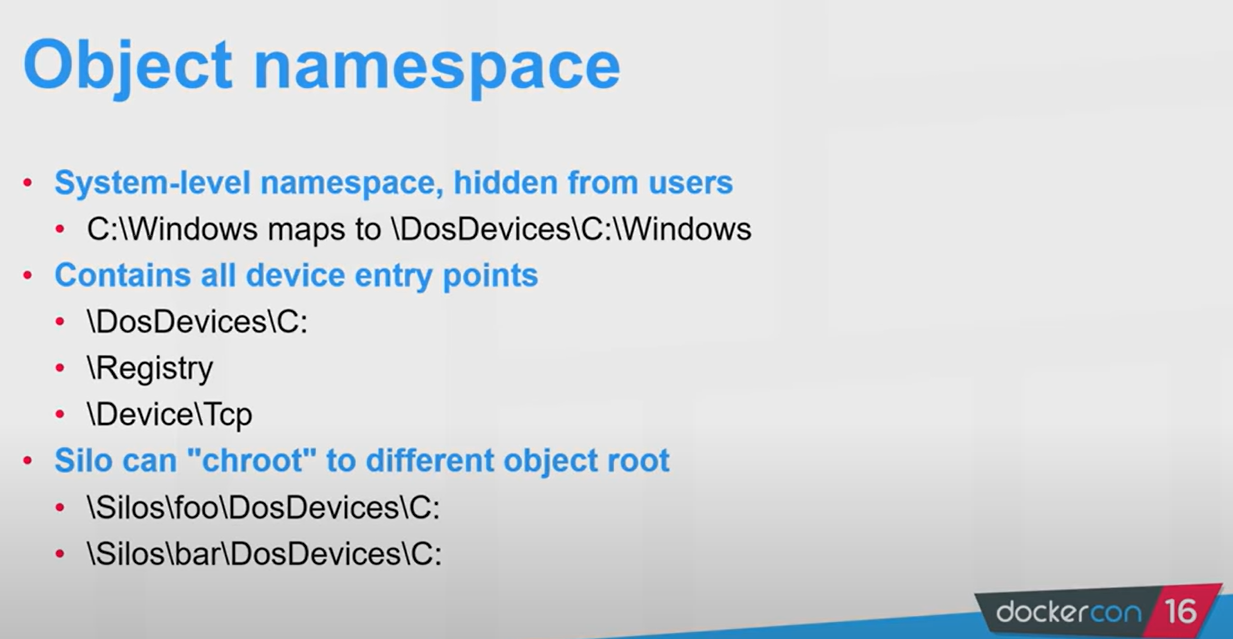 Object namespace
• System-level namespace, hidden from users
• C:\Windows maps to \DosDevices\C:\Windows
• Contains all device entry points
• \DosDevices\C:
• \Registry
• \Device\Tcp
• Silo can "chroot" to different object root
• \Silos\foo\DosDevices\C:
• \Silos\bar\DosDevices\C:
dockercon 16